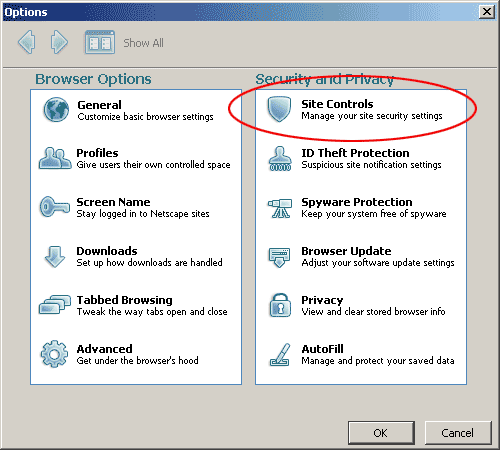 Options
Show All
Browser Options
General
Customize basic browser settings
Profiles
Give users their own controlled space
Screen Name
Stay logged in to Netscape sites
Downloads
Set up how downloads are handled
Tabbed Browsing
Tweak the way tabs open and close
Advanced
Get under the browser's hood
Security and Privacy
Site Controls
Manage your site security settings
ID Theft Protection
Suspicious site notification settings
Spyware Protection
Keep your system free of spyware
Browser Update
Adjust your software update settings
Privacy
View and clear stored browser info
AutoFill
Manage and protect your saved data
OK
Cancel